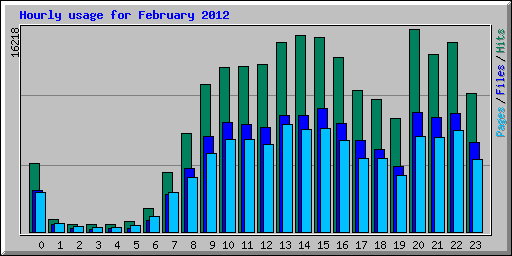 Hourly usage for February 2012
16218
Pages / Files / Hits
0 1 2 3 4 5 6 7 8 9 10 11 12 13 14 15 16 17 18 19 20 21 22 23